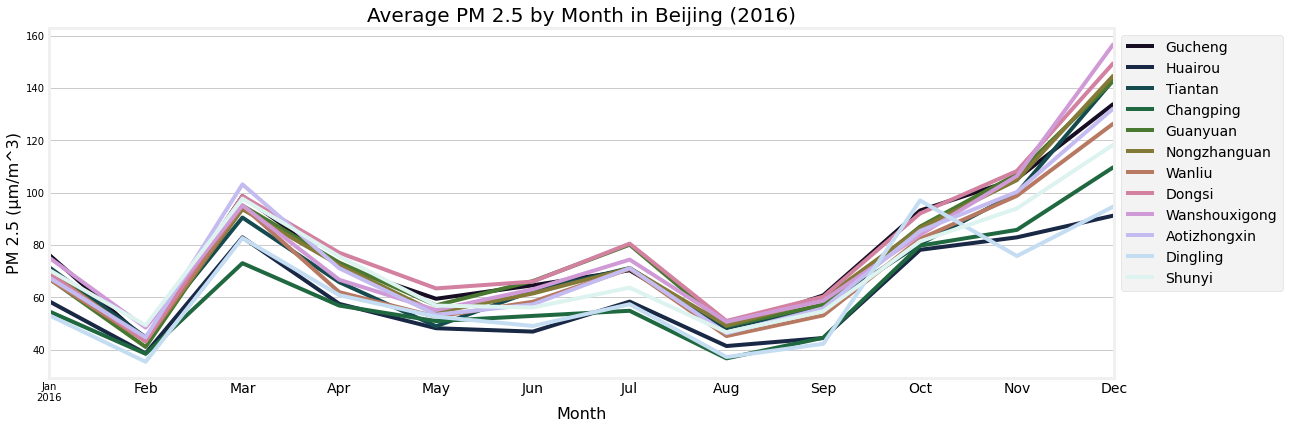 Average PM 2.5 by Month in Beijing (2016)
PM 2.5 (μm/m^3)
160
140
120
100
80
60
40
Jan
2016
Feb
Mar
Apr
May
Jun
Jul
Aug
Sep
Oct
Nov
Dec
Month
Gucheng
Huairou
Tiantan
Changping
Guanyuan
Nongzhanguan
Wanliu
Dongsi
Wanshouxigong
Aotizhongxin
Dingling
Shunyi